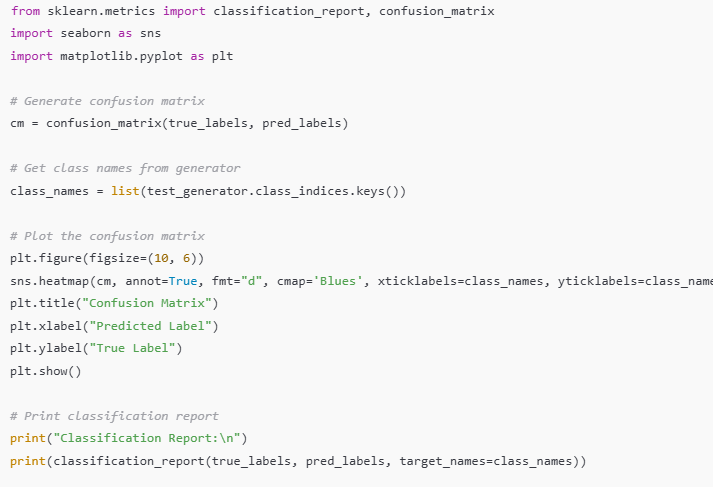 from sklearn.metrics import classification_report, confusion_matrix
import seaborn as sns
import matplotlib.pyplot as plt
# Generate confusion matrix
cm = confusion_matrix(true_labels, pred_labels)
# Get class names from generator
class_names = list(test_generator.class_indices.keys())
# Plot the confusion matrix
plt.figure(figsize=(10, 6))
sns.heatmap(cm, annot=True, fmt="d", cmap='Blues', xticklabels=class_names, yticklabels=class_name
plt.title("Confusion Matrix")
plt.xlabel("Predicted Label")
plt.ylabel("True Label")
plt.show()
# Print classification report
print("Classification Report:\n")
print(classification_report(true_labels, pred_labels, target_names=class_names))